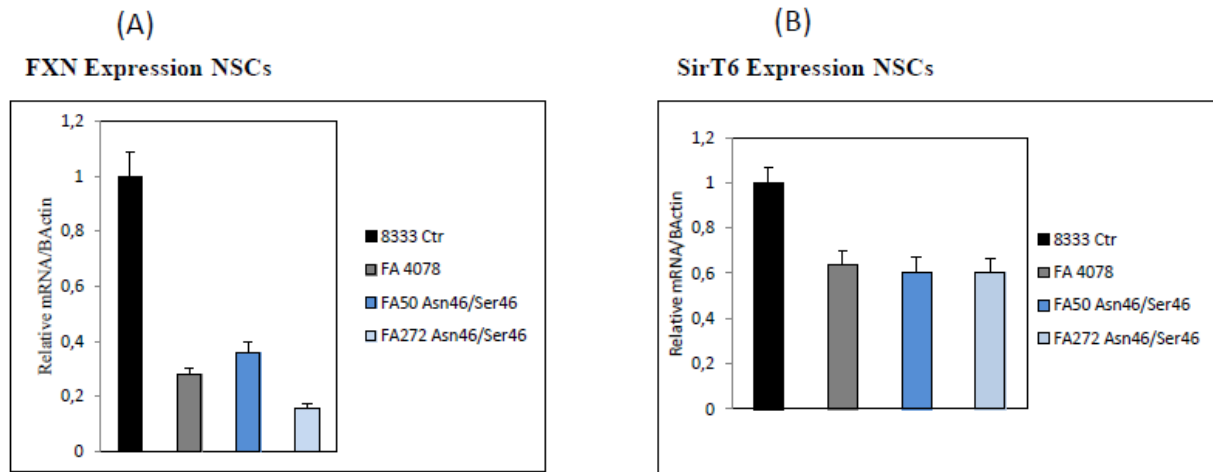 (A)
FXN Expression NSCs
1,2
1
0,8
0,6
0,4
0,2
0
Relative mRNA/BActin
8333 Ctr
FA 4078
FA50 Asn46/Ser46
FA272 Asn46/Ser46
(B)
SirT6 Expression NSCs
1,2
1
0,8
0,6
0,4
0,2
0
Relative mRNA/BActin
8333 Ctr
FA 4078
FA50 Asn46/Ser46
FA272 Asn46/Ser46